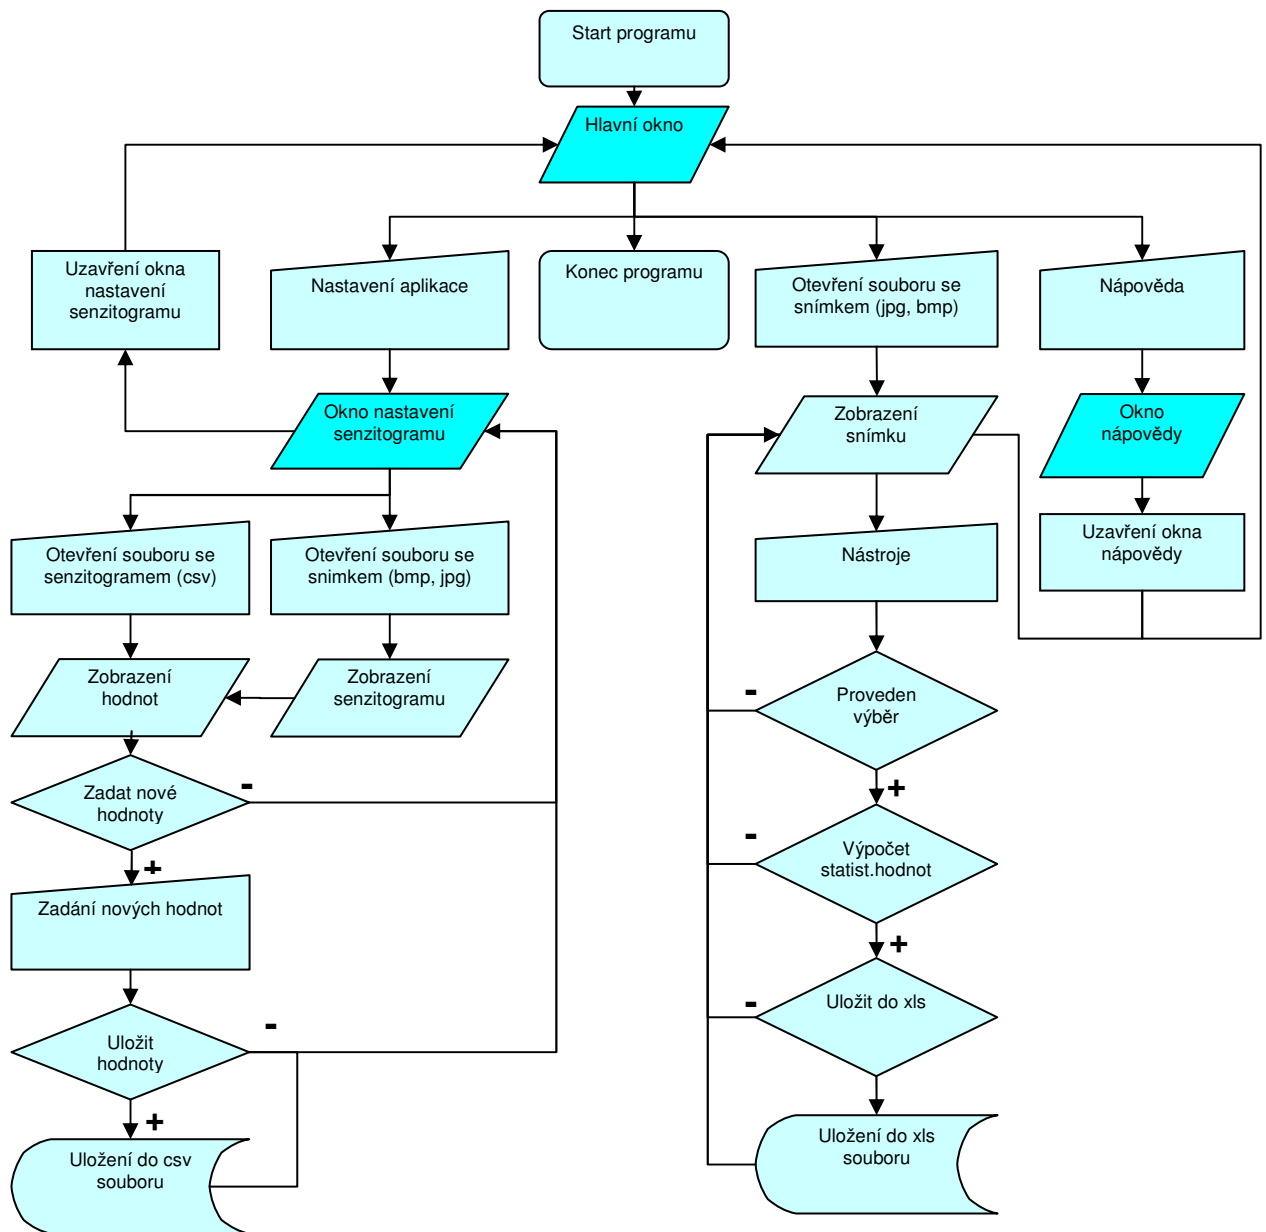 Start programu
Hlavní okno
Uzavření okna
nastavení
senzitogramu
Nastavení aplikace
Konec programu
Otevření souboru se
snímkem (jpg, bmp)
Nápověda
Okno nastavení
senzitogramu
Zobrazení
snímku
Okno
nápovědy
Otevření souboru se
senzitogramem (csv)
Otevření souboru se
snimkem (bmp, jpg)
Nástroje
Uzavření okna
nápovědy
Zobrazení
hodnot
Zobrazení
senzitogramu
-
Proveden
výběr
+
Zadat nové
hodnoty
-
+
-
Výpočet
statist.hodnot
+
Zadání nových hodnot
-
Uložit do xls
Uložit
hodnoty
-
+
Uložení do csv
souboru
Uložení do xls
souboru